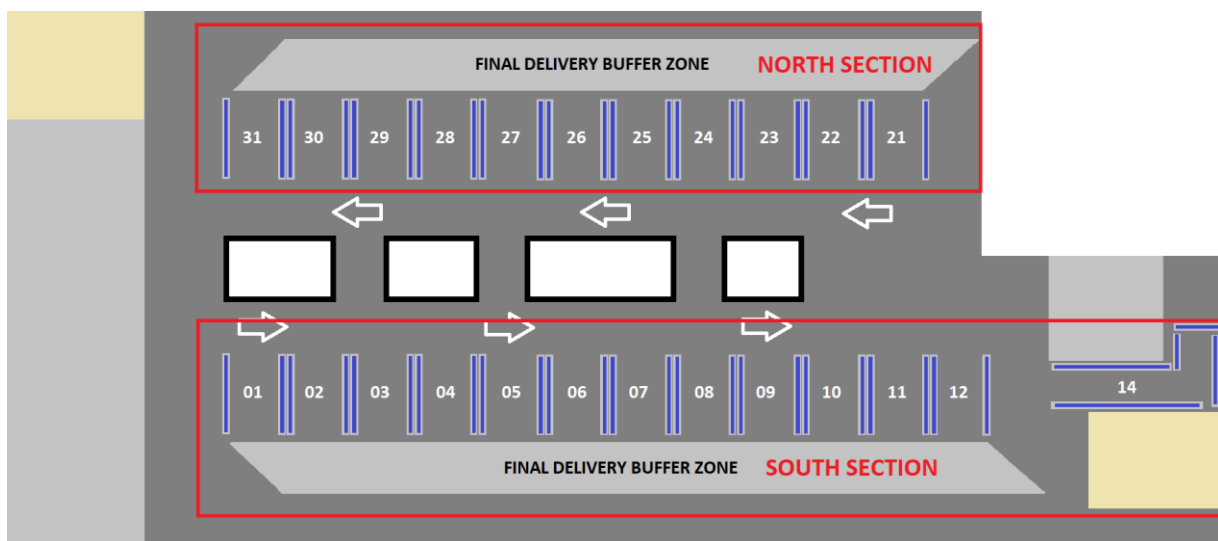 FINAL DELIVERY BUFFER ZONE NORTH SECTION
31 30 29 28 27 26 25 24 23 22 21
01 02 03 04 05 06 07 08 09 10 11 12 14
FINAL DELIVERY BUFFER ZONE SOUTH SECTION